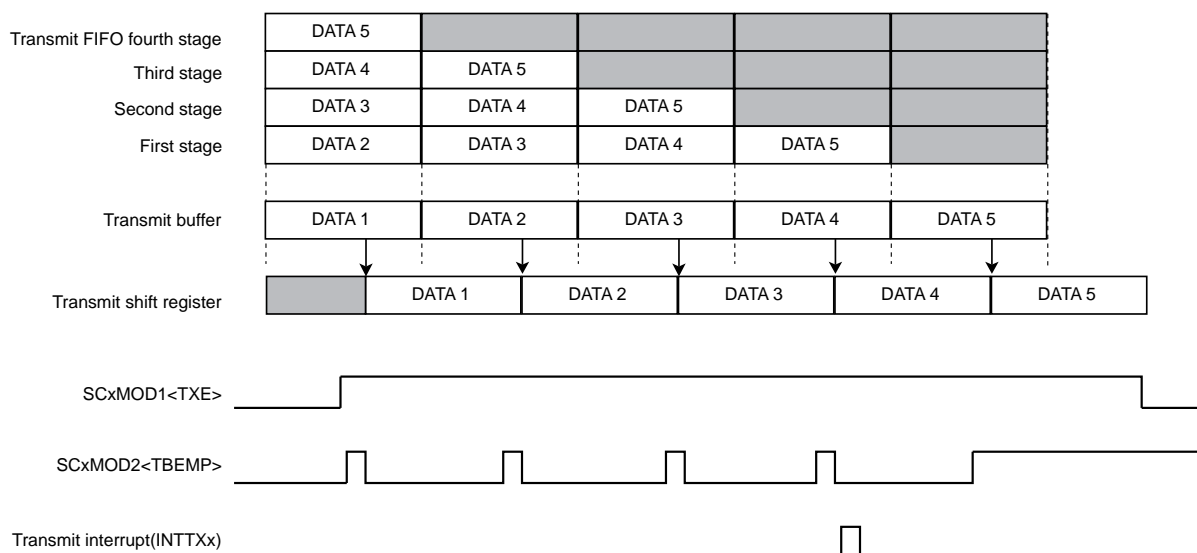 Transmit FIFO fourth stage DATA 5
Third stage DATA 4 DATA 5
Second stage DATA 3 DATA 4 DATA 5
First stage DATA 2 DATA 3 DATA 4 DATA 5
Transmit buffer DATA 1 DATA 2 DATA 3 DATA 4 DATA 5
Transmit shift register DATA 1 DATA 2 DATA 3 DATA 4 DATA 5
SCxMOD1<TXE>
SCxMOD2<TBEMP>
Transmit interrupt(INTTXx)